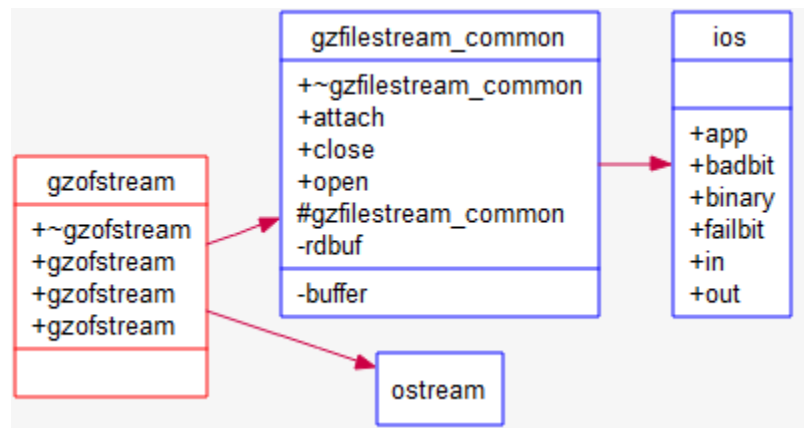 gzofstream
+~gzofstream
+gzofstream
+gzofstream
+gzofstream
gzfilestream_common
+~gzfilestream_common
+attach
+close
+open
#gzfilestream_common
-rdbuf
-buffer
ostream
ios
+app
+badbit
+binary
+failbit
+in
+out